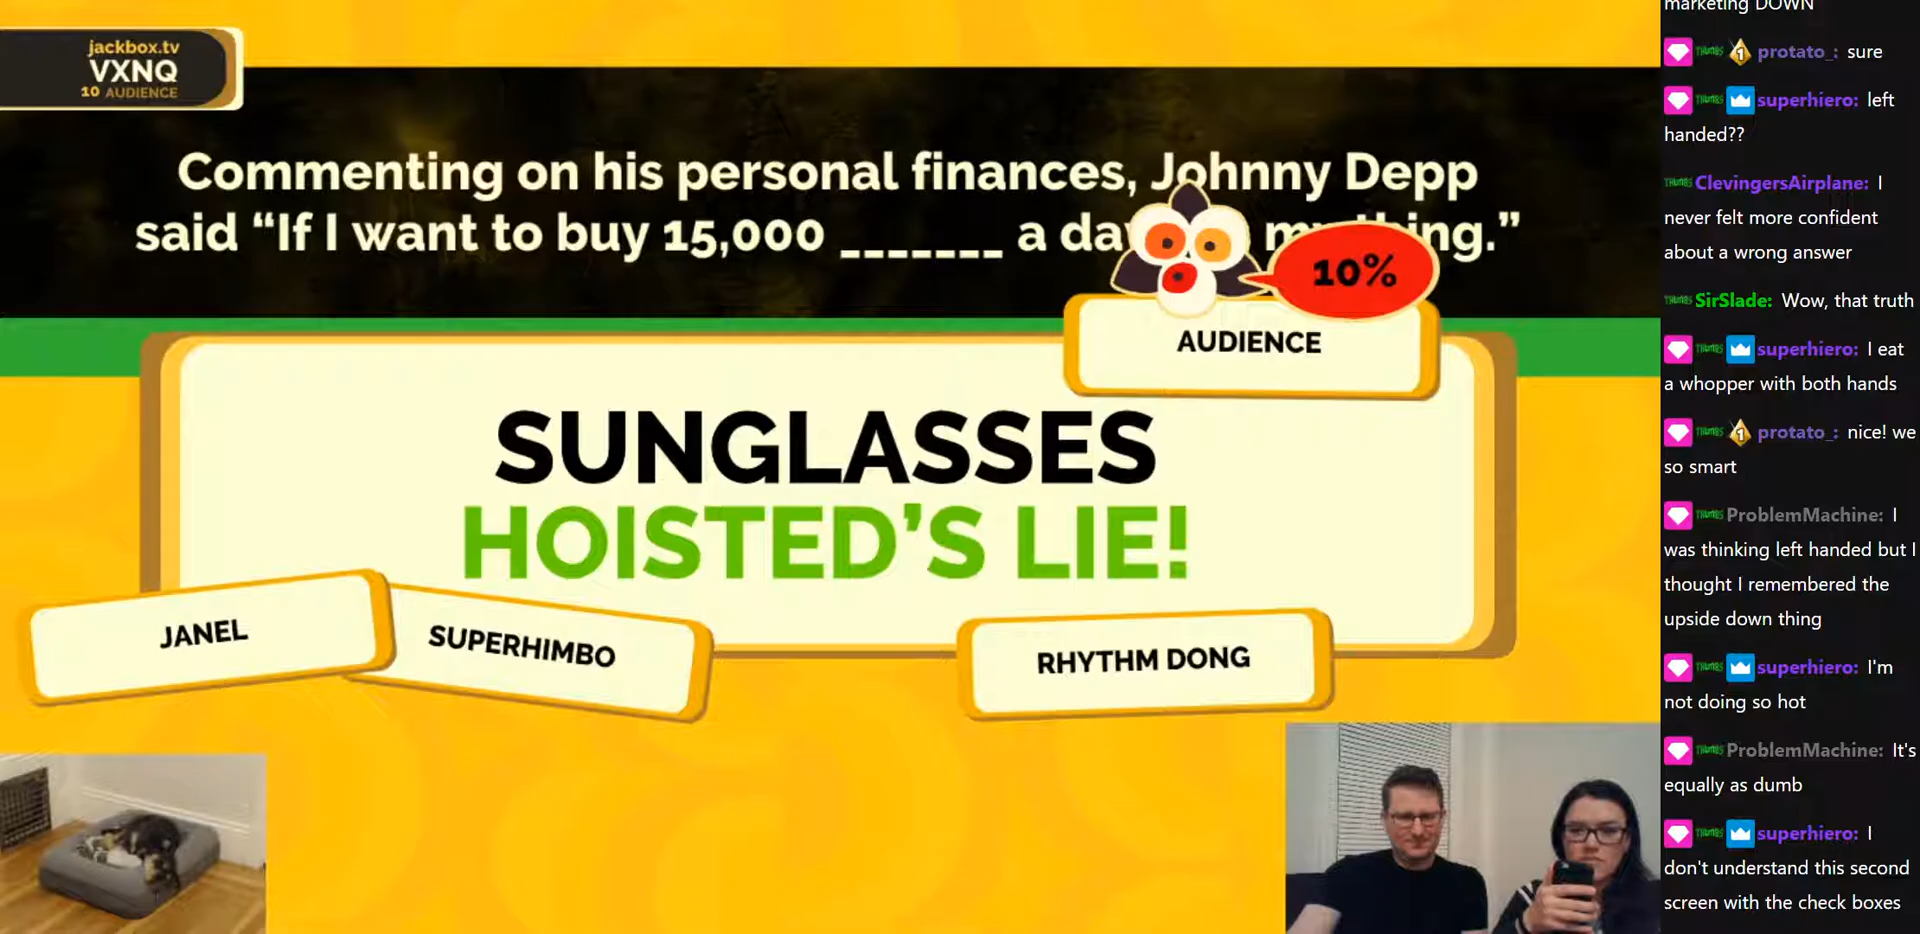 jackbox.tv
VXNQ
10 AUDIENCE
Commenting on his personal finances, Johnny Depp
said “If I want to buy 15,000 _______ a day
thing.”
10%
AUDIENCE
SUNGLASSES
HOISTED’S LIE!
JANEL
SUPERHIMBO
RHYTHM DONG
marketing DOWN
protato_: sure
superhiero: left
handed??
ClevingersAirplane: I
never felt more confident
about a wrong answer
SirSlade: Wow, that truth
superhiero: I eat
a whopper with both hands
protato_: nice! we
so smart
ProblemMachine: I
was thinking left handed but I
thought I remembered the
upside down thing
superhiero: I'm
not doing so hot
ProblemMachine: It's
equally as dumb
superhiero: I
don't understand this second
screen with the check boxes